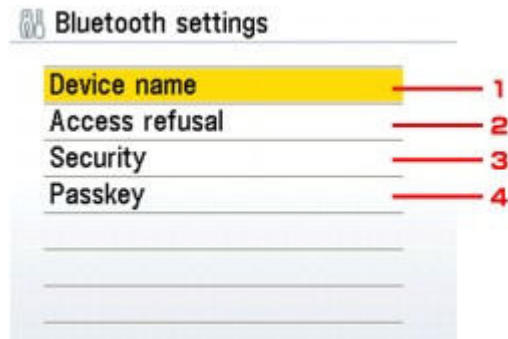 Bluetooth settings
Device name 1
Access refusal 2
Security 3
Passkey 4